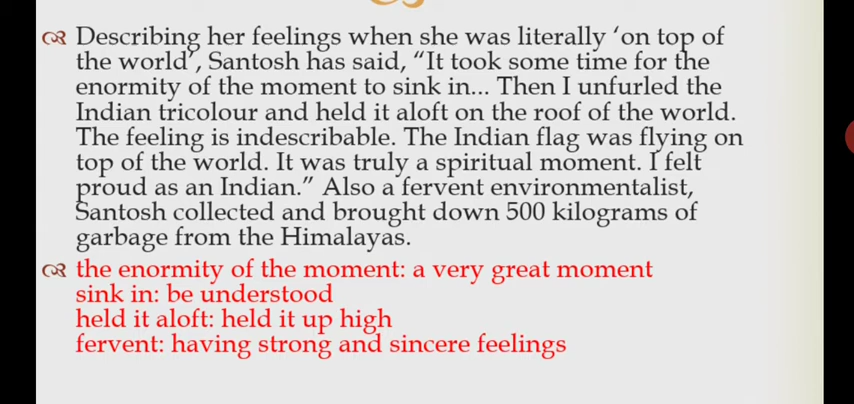 Describing her feelings when she was literally ‘on top of
the world’, Santosh has said, “It took some time for the
enormity of the moment to sink in... Then I unfurled the
Indian tricolour and held it aloft on the roof of the world.
The feeling is indescribable. The Indian flag was flying on
top of the world. It was truly a spiritual moment. I felt
proud as an Indian.” Also a fervent environmentalist,
Santosh collected and brought down 500 kilograms of
garbage from the Himalayas.
the enormity of the moment: a very great moment
sink in: be understood
held it aloft: held it up high
fervent: having strong and sincere feelings